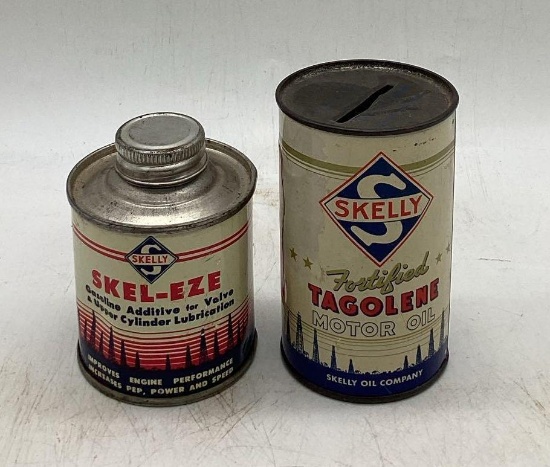 SKELLY
SKEL-EZE
Gasoline Additive for Valve
& Upper Cylinder Lubrication
IMPROVES ENGINE PERFORMANCE
INCREASES PEP, POWER AND SPEED
S
SKELLY
Fortified
TAGOLENE
MOTOR OIL
SKELLY OIL COMPANY